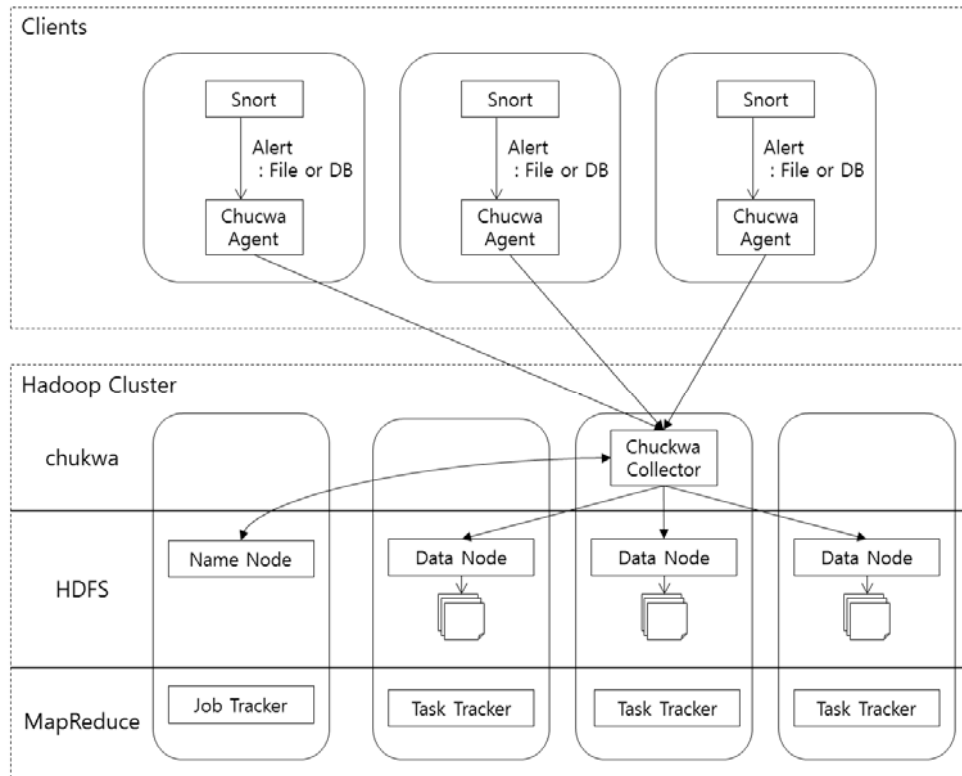 Clients
Snort
Snort
Snort
Alert
: File or DB
Alert
: File or DB
Alert
: File or DB
Chucwa
Agent
Chucwa
Agent
Chucwa
Agent
Hadoop Cluster
chukwa
Chuckwa
Collector
HDFS
Name Node
Data Node
Data Node
Data Node
MapReduce
Job Tracker
Task Tracker
Task Tracker
Task Tracker